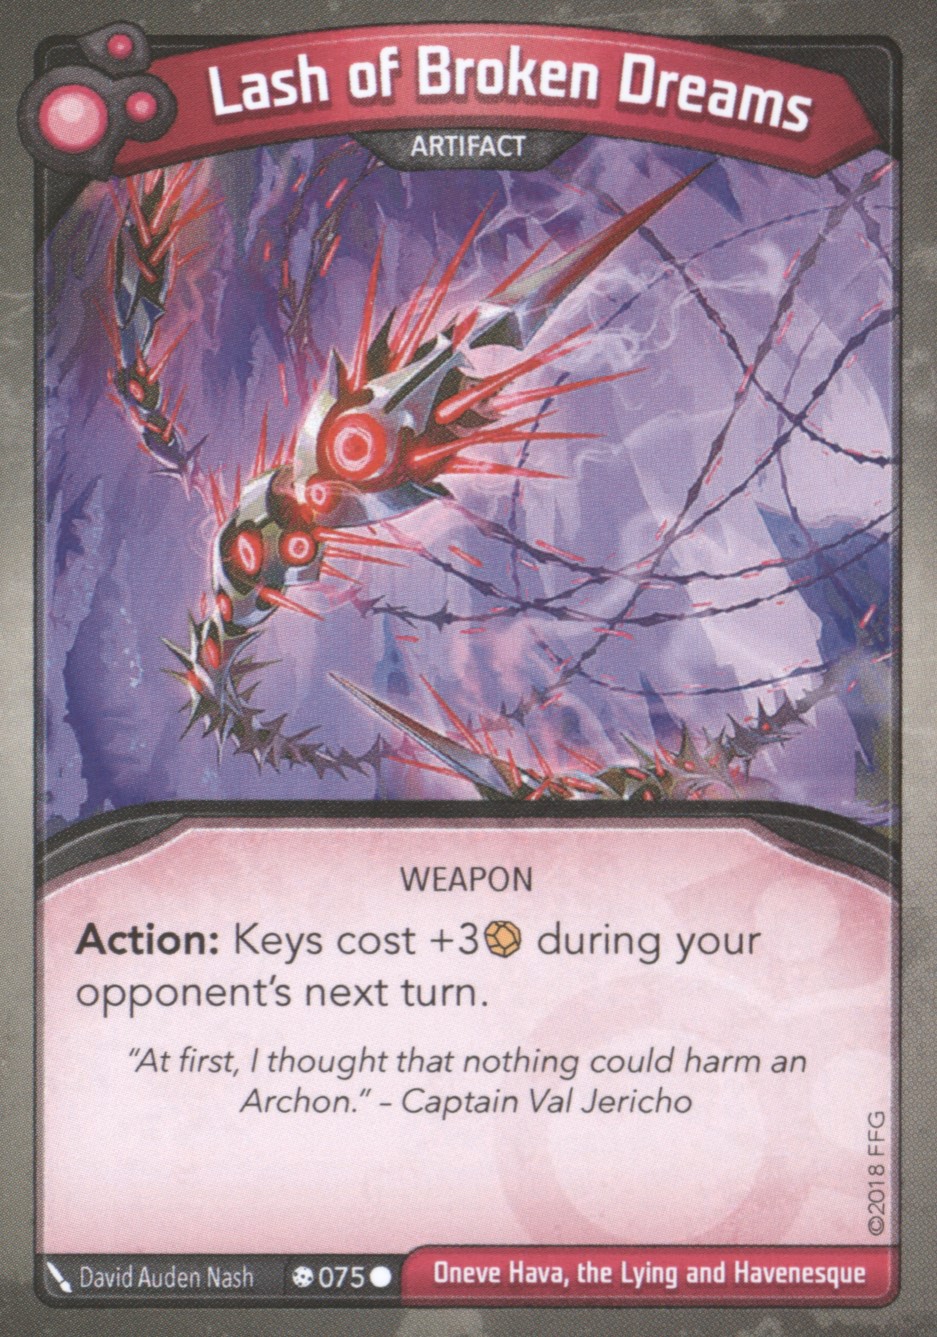 Lash of Broken Dreams
ARTIFACT
WEAPON
Action: Keys cost +3 during your
opponent's next turn.
“At first, I thought that nothing could harm an
Archon.” – Captain Val Jericho
©2018 FFG
David Auden Nash
075
Oneve Hava, the Lying and Havenesque